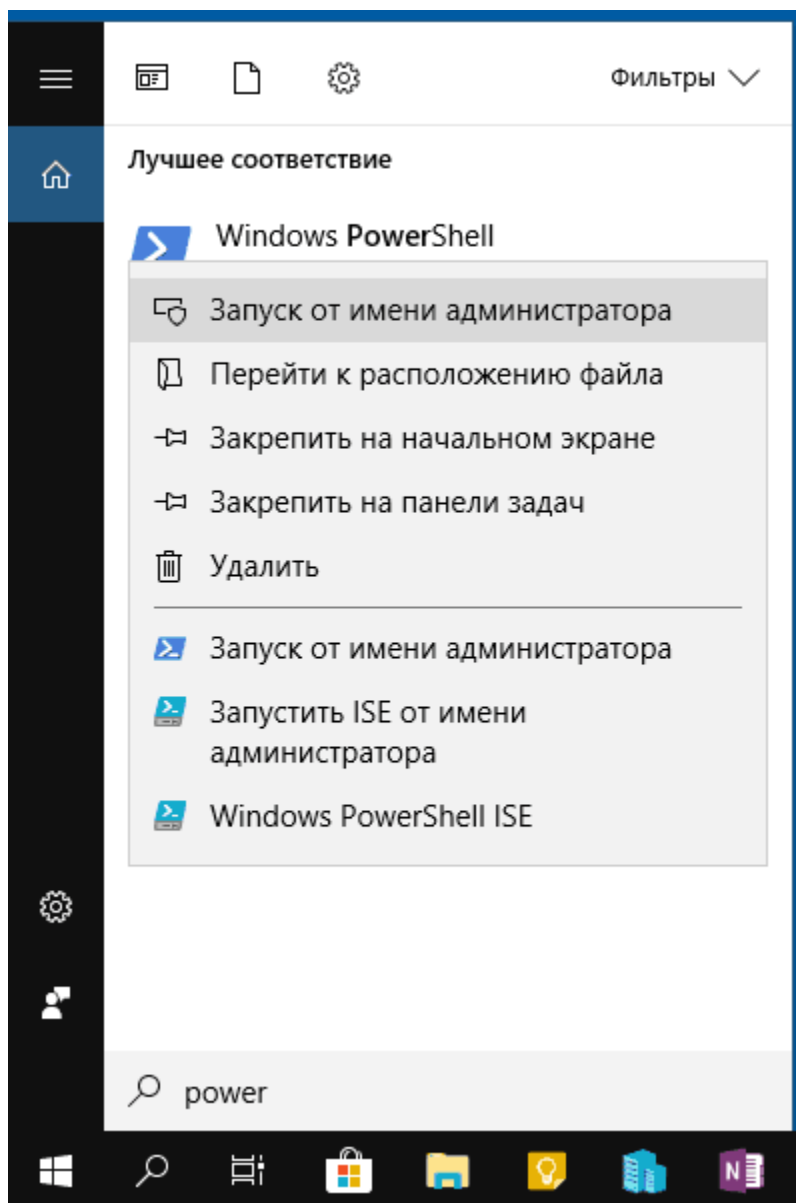 Фильтры
Лучшее соответствие
Windows PowerShell
Запуск от имени администратора
Перейти к расположению файла
Закрепить на начальном экране
Закрепить на панели задач
Удалить
Запуск от имени администратора
Запустить ISE от имени
администратора
Windows PowerShell ISE
power
N